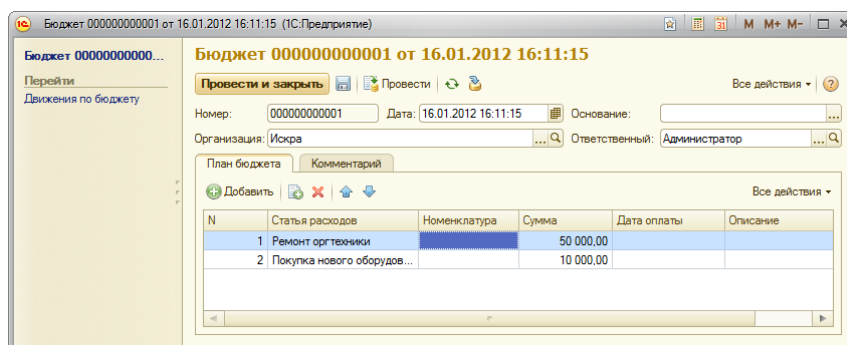 Бюджет 000000000001 от 16.01.2012 16:11:15 (1С:Предприятие) M M+ M-
Бюджет 00000000000...
Перейти
Движения по бюджету
Бюджет 000000000001 от 16.01.2012 16:11:15
Провести и закрыть Провести Все действия
Номер: 000000000001 Дата: 16.01.2012 16:11:15 Основание: ...
Организация: Искра ... Ответственный: Администратор ...
План бюджета Комментарий
Добавить Все действия
N Статья расходов Номенклатура Сумма Дата оплаты Описание
1 Ремонт оргтехники 50 000,00
2 Покупка нового оборудов... 10 000,00